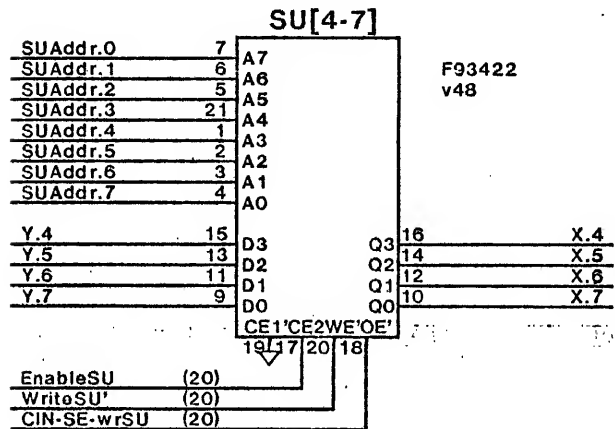 SU[4-7]
SUAddr.0 7 A7
SUAddr.1 6 A6
SUAddr.2 5 A5
SUAddr.3 21 A4
SUAddr.4 1 A3
SUAddr.5 2 A2
SUAddr.6 3 A1
SUAddr.7 4 A0
F93422
v48
Y.4 15 D3 Q3 16 X.4
Y.5 13 D2 Q2 14 X.5
Y.6 11 D1 Q1 12 X.6
Y.7 9 D0 Q0 10 X.7
CE1'CE2WE'OE'
19 17 20 18
EnableSU (20)
WriteSU' (20)
CIN-SE-wrSU (20)